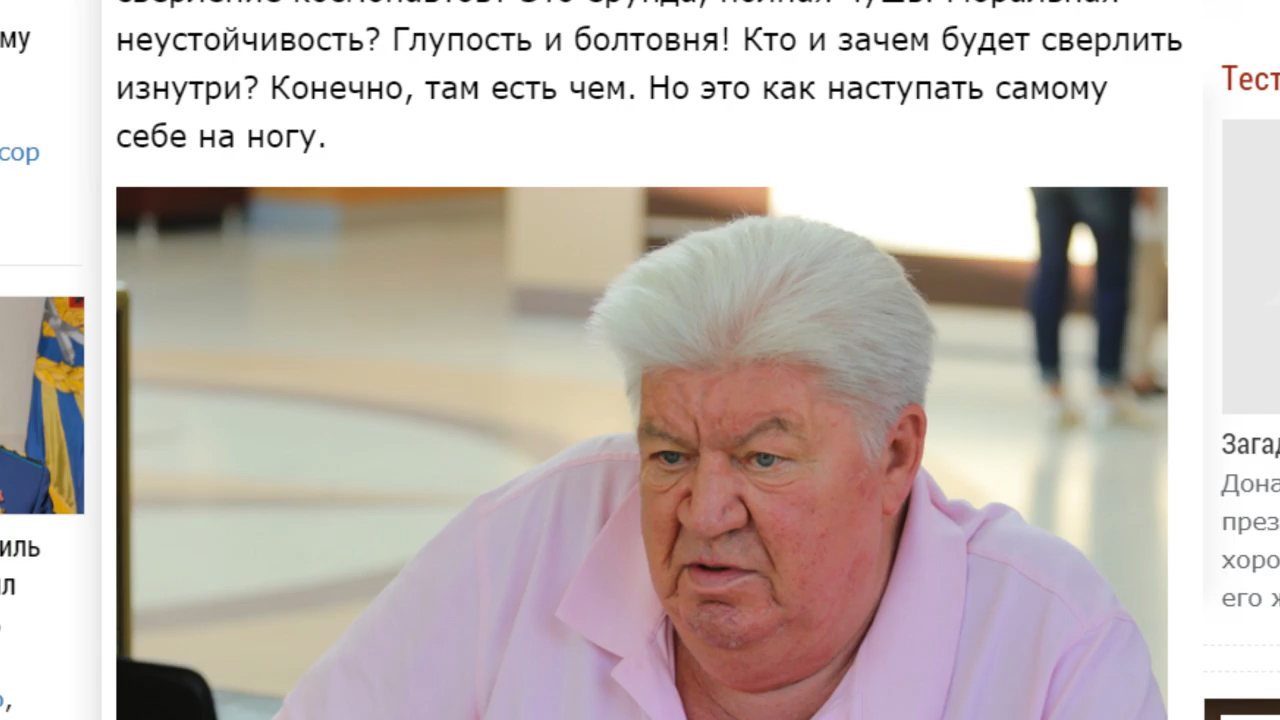 неустойчивость? Глупость и болтовня! Кто и зачем будет сверлить
изнутри? Конечно, там есть чем. Но это как наступать самому
себе на ногу.
му
сор
иль
Тест
Загад
Дона
през
хоро
его ж